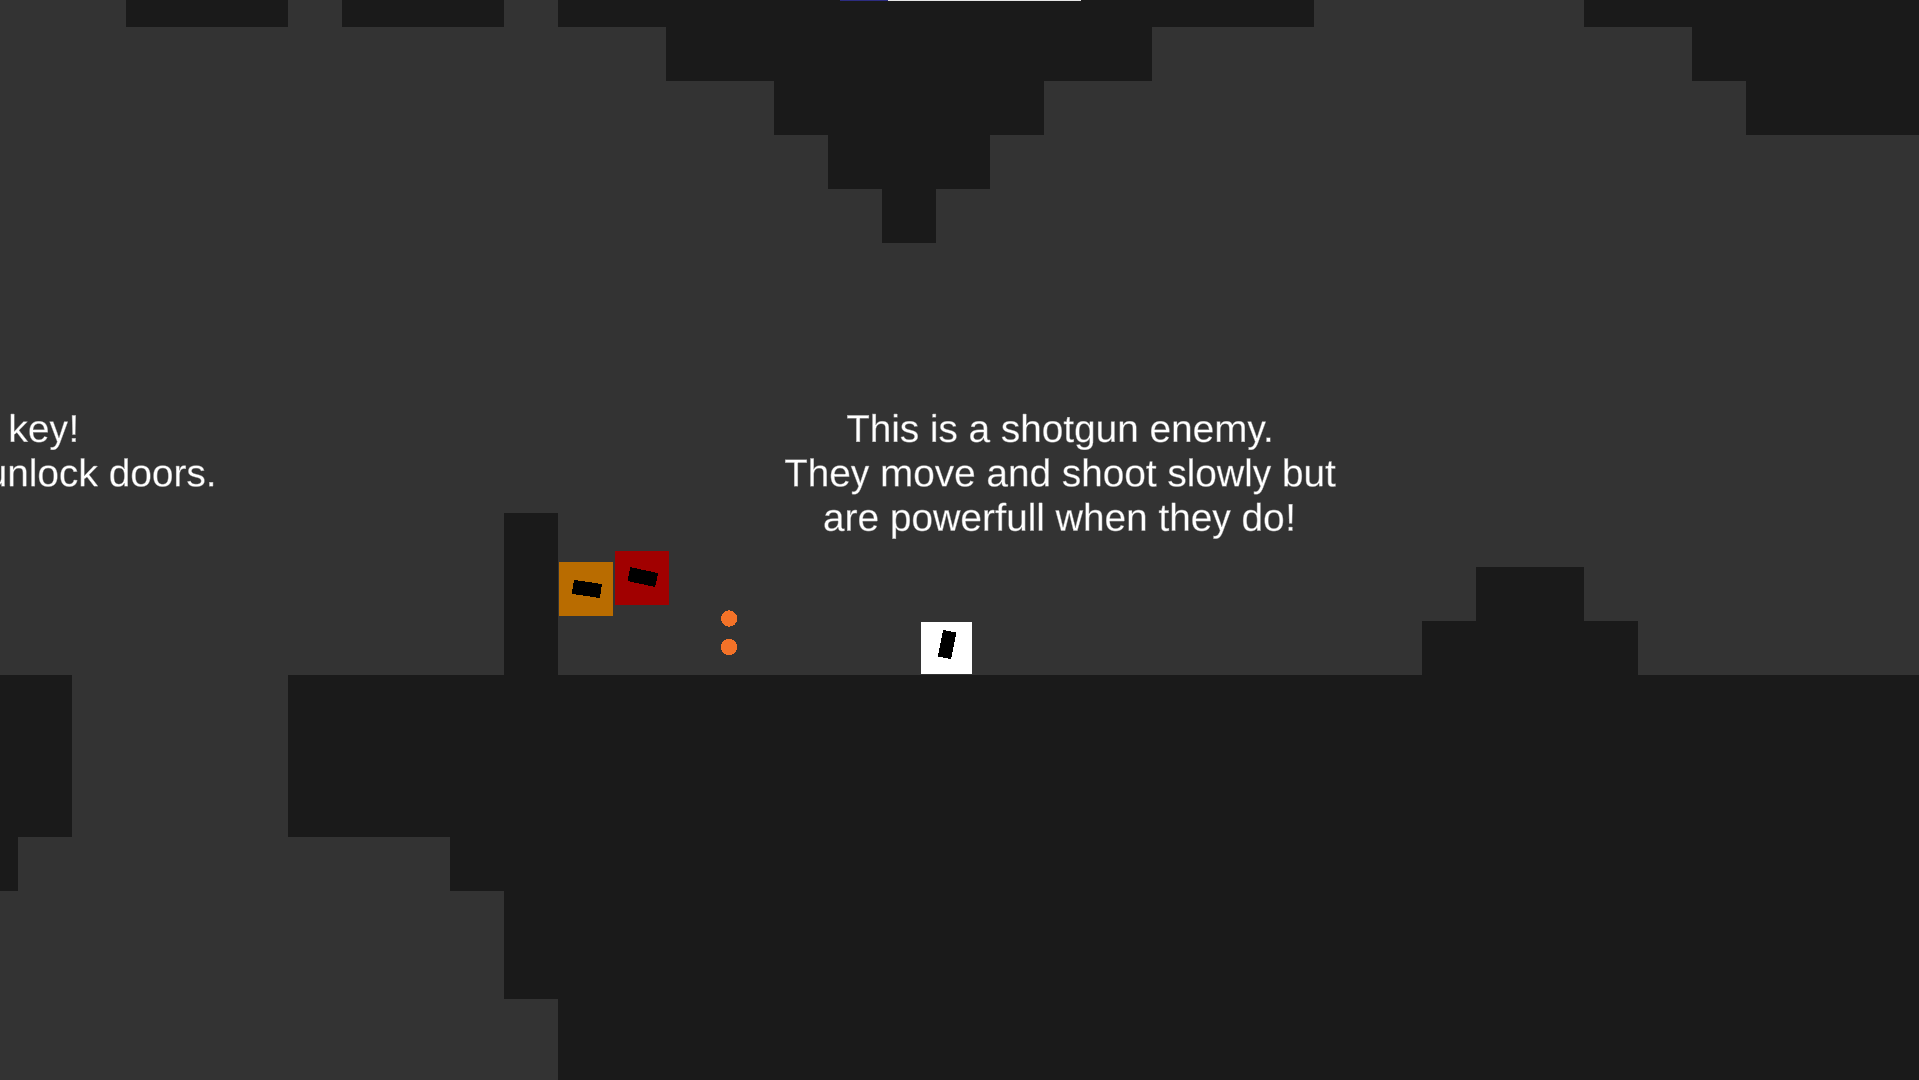 key!
unlock doors.
This is a shotgun enemy.
They move and shoot slowly but
are powerfull when they do!